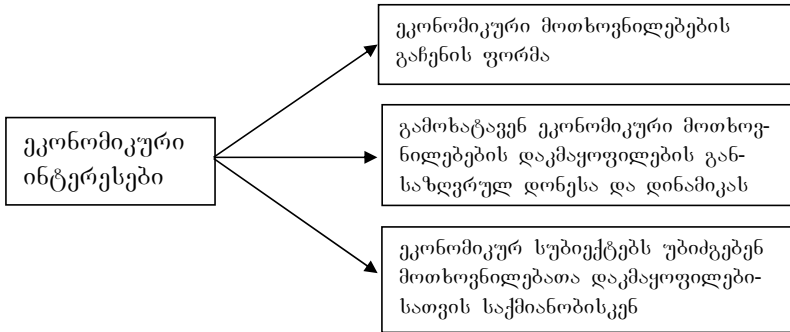 ეკონომიკური
ინტერესები
ეკონომიკური მოთხოვნილებების
გაჩენის ფორმა
გამოხატავენ ეკონომიკური მოთხოვ-
ნილებების დაკმაყოფილების გან-
საზღვრულ დონესა და დინამიკას
ეკონომიკურ სუბიექტებს უბიძგებენ
მოთხოვნილებათა დაკმაყოფილები-
სათვის საქმიანობისკენ